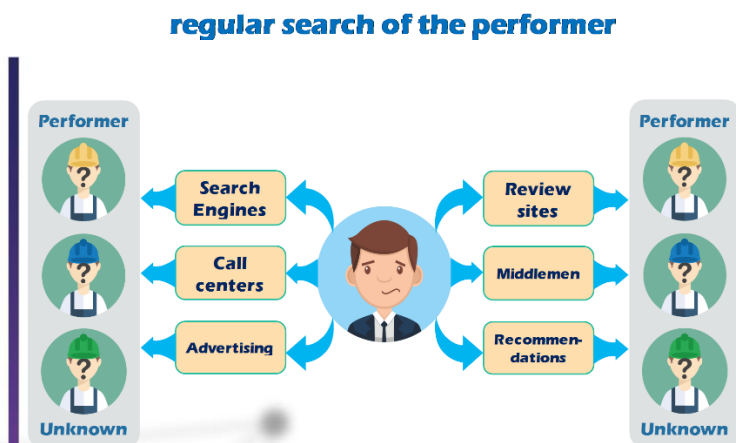 regular search of the performer
Performer
?
?
?
Unknown
Search
Engines
Call
centers
Advertising
Review
sites
Middlemen
Recommen-
dations
Performer
?
?
?
Unknown